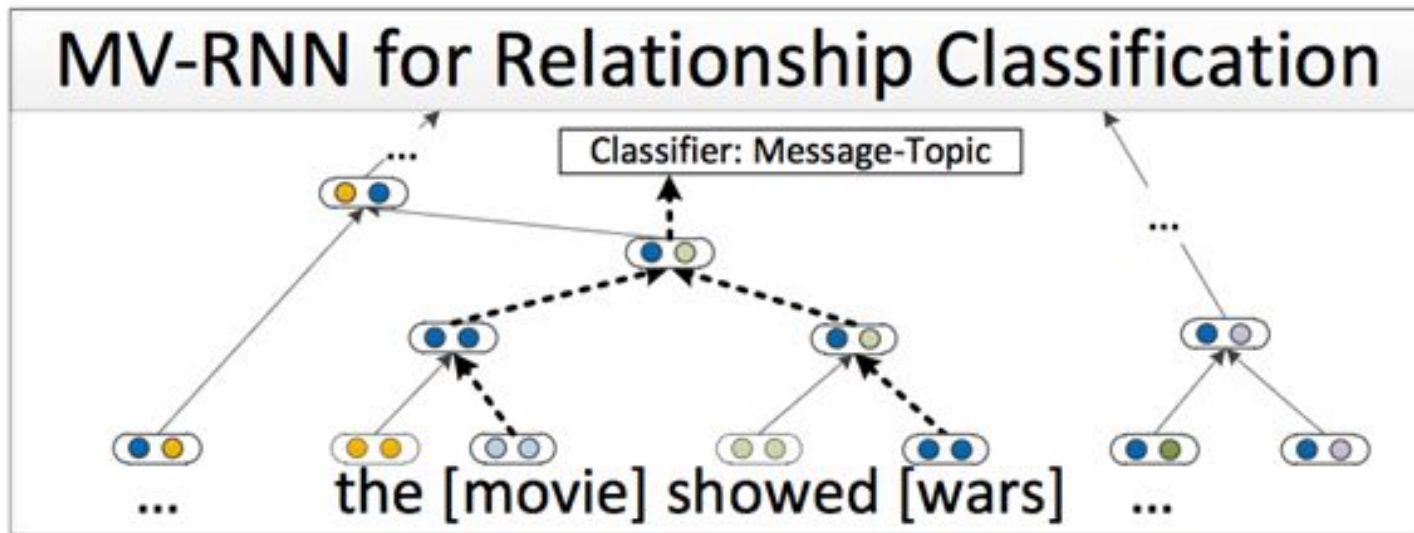 MV-RNN for Relationship Classification
...
Classifier: Message-Topic
...
... the [movie] showed [wars] ...